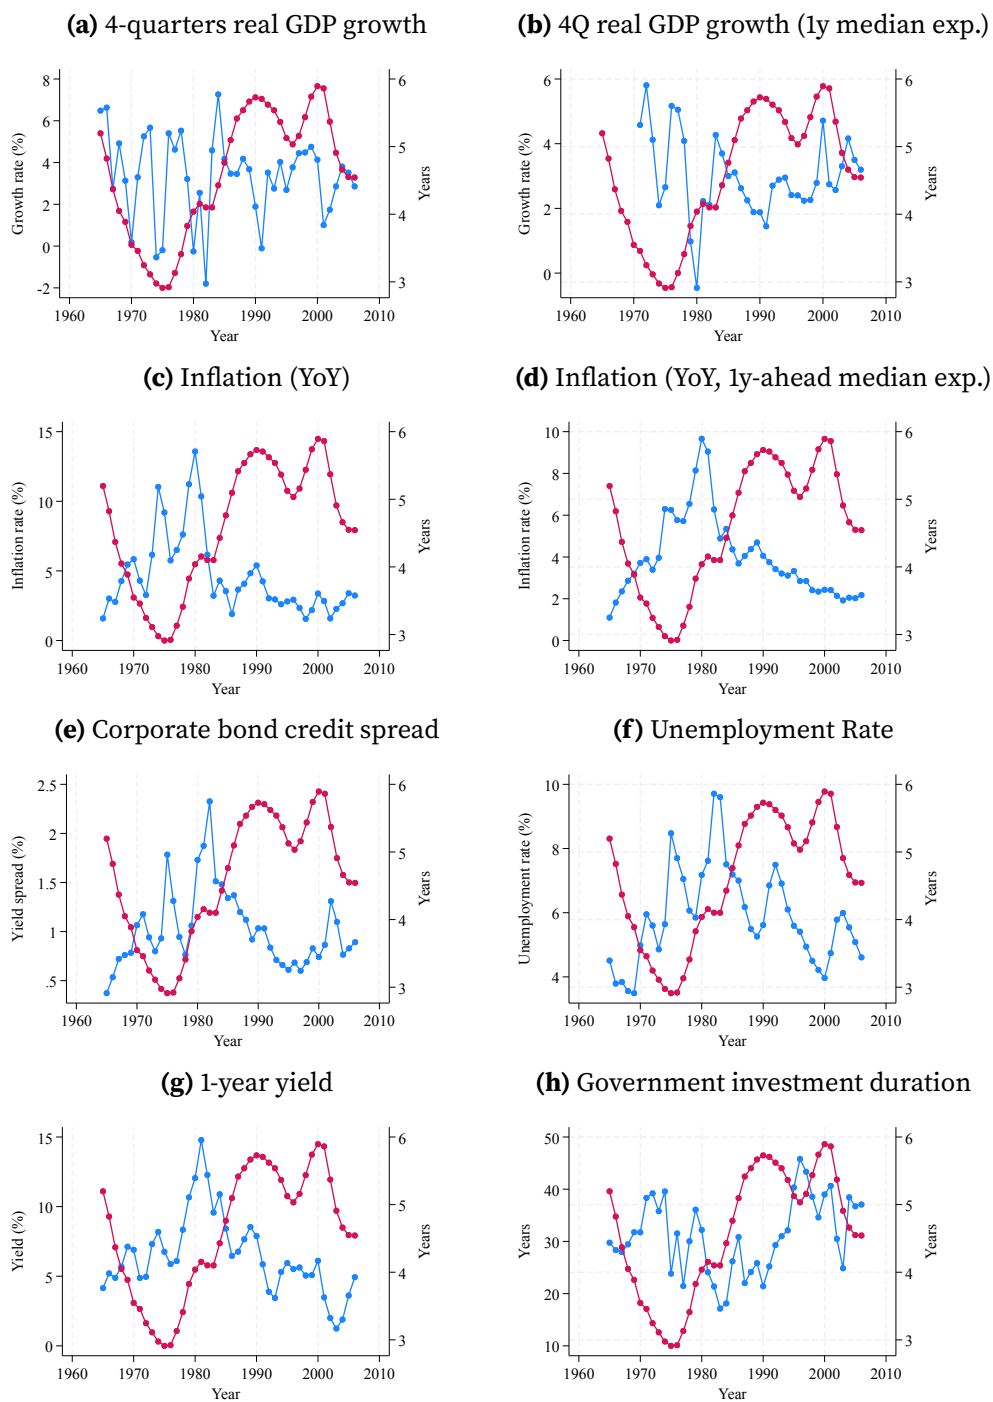 (a) 4-quarters real GDP growth
8
6
4
2
0
-2
Growth rate (%)
6
5
4
3
Years
1960 1970 1980 1990 2000 2010
Year
(b) 4Q real GDP growth (1y median exp.)
6
4
2
0
Growth rate (%)
6
5
4
3
Years
1960 1970 1980 1990 2000 2010
Year
(c) Inflation (YoY)
15
10
5
0
Inflation rate (%)
6
5
4
3
Years
1960 1970 1980 1990 2000 2010
Year
(d) Inflation (YoY, 1y-ahead median exp.)
10
8
6
4
2
0
Inflation rate (%)
6
5
4
3
Years
1960 1970 1980 1990 2000 2010
Year
(e) Corporate bond credit spread
2.5
2
1.5
1
.5
Yield spread (%)
6
5
4
3
Years
1960 1970 1980 1990 2000 2010
Year
(f) Unemployment Rate
10
8
6
4
Unemployment rate (%)
6
5
4
3
Years
1960 1970 1980 1990 2000 2010
Year
(g) 1-year yield
15
10
5
0
Yield (%)
6
5
4
3
Years
1960 1970 1980 1990 2000 2010
Year
(h) Government investment duration
50
40
30
20
10
Years
6
5
4
3
Years
1960 1970 1980 1990 2000 2010
Year